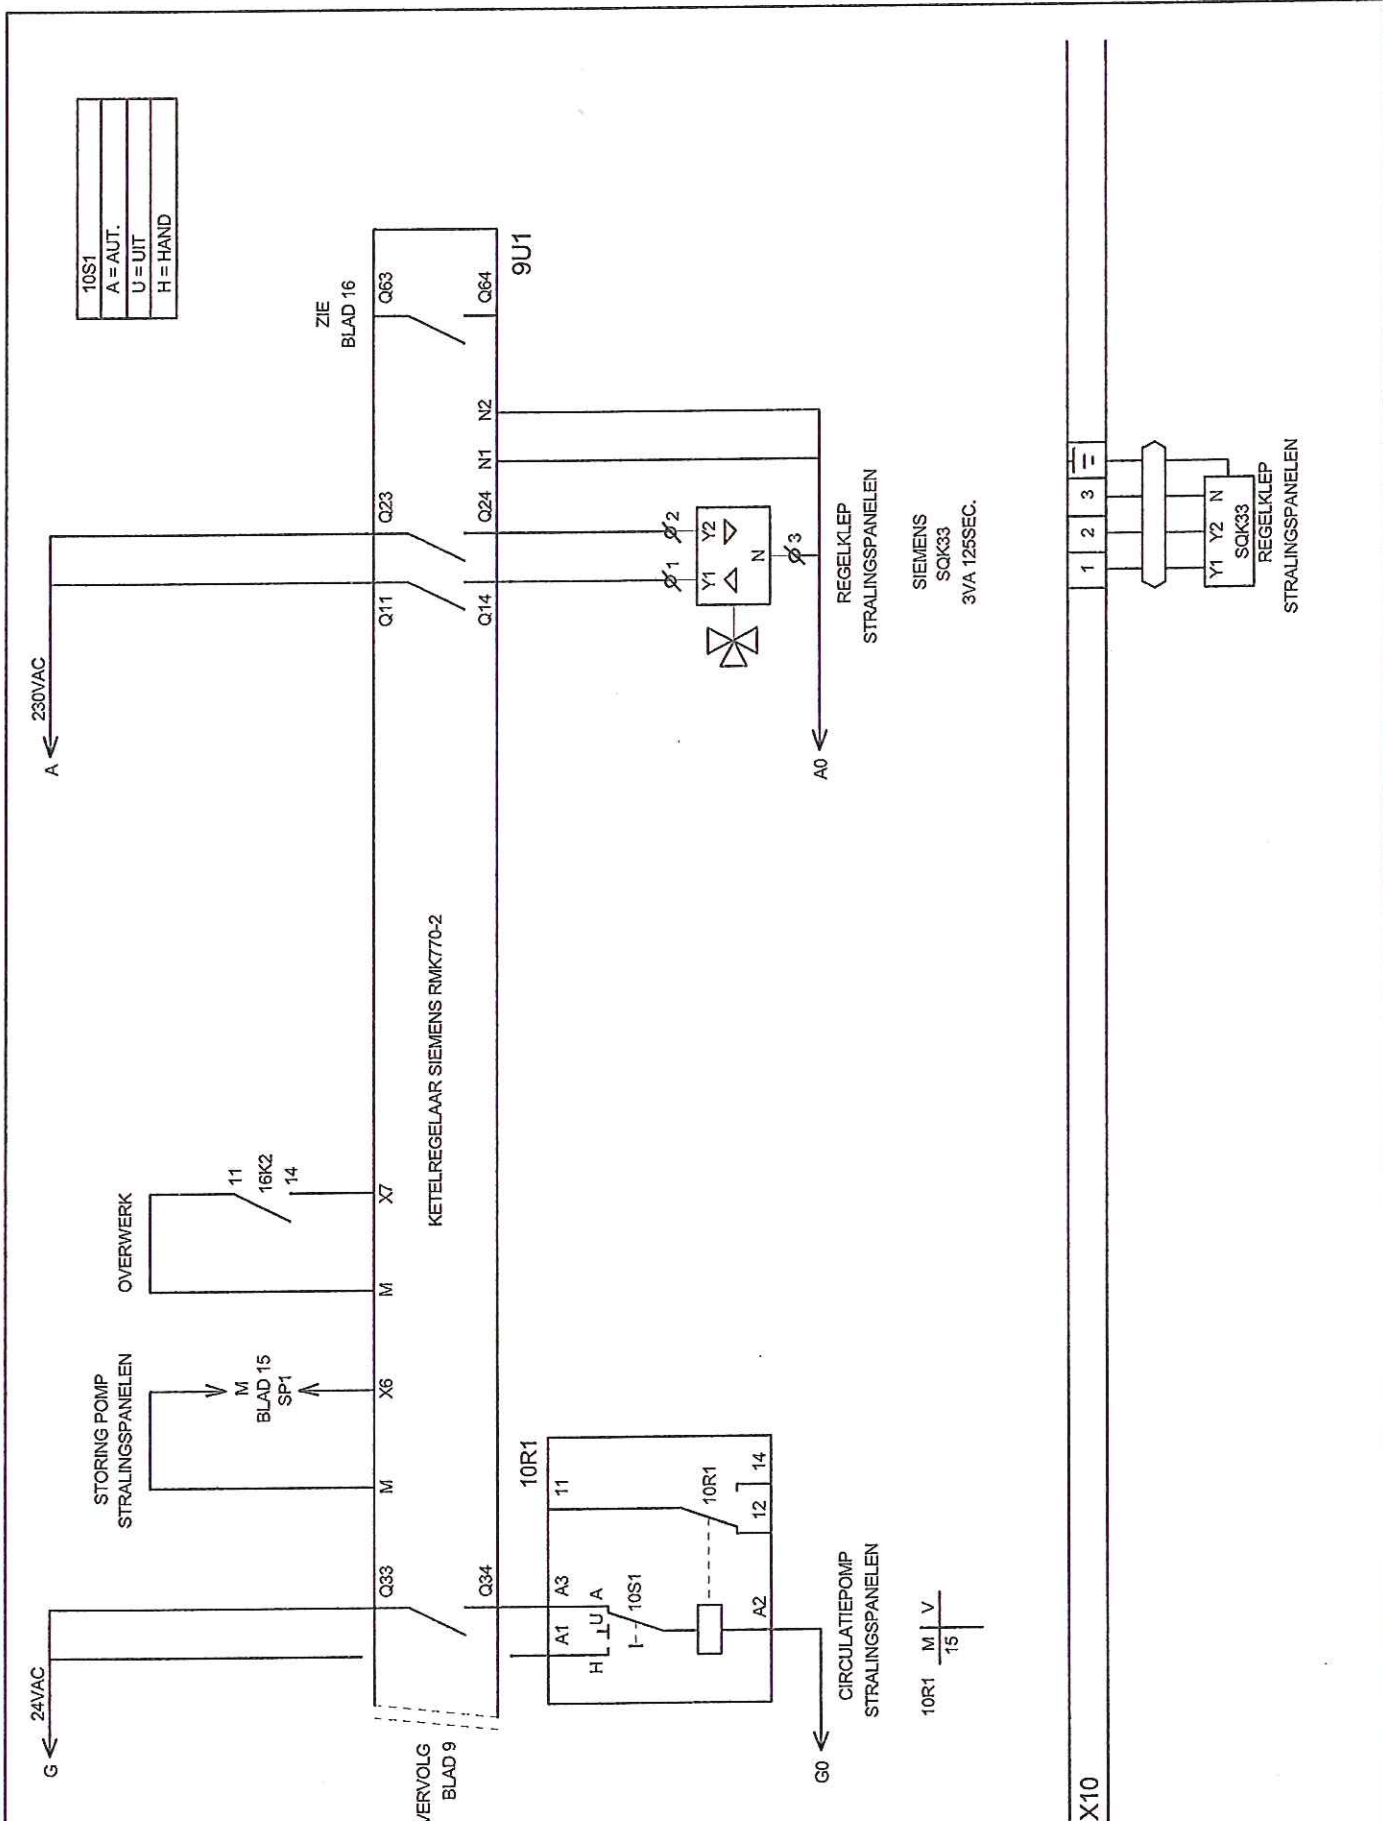 G
24VAC
A
230VAC
10S1
A = AUT.
U = UIT
H = HAND
STORING POMP
STRALINGSPANELEN
M
BLAD 15
SP1
OVERWERK
11
16K2
14
ZIE
BLAD 16
VERVOLG
BLAD 9
Q33
M
X6
M
X7
Q11
Q23
Q63
KETELREGELAAR SIEMENS RMK770-2
Q34
Q14
Q24
N1
N2
Q64
9U1
10R1
A1
A3
11
H
U
A
10S1
10R1
A2
12
14
1
2
Y1
Y2
N
3
G0
A0
CIRCULATIEPOMP
STRALINGSPANELEN
REGELKLEP
STRALINGSPANELEN
10R1
M
V
15
SIEMENS
SQK33
3VA 125SEC.
X10
1
2
3
Y1
Y2
N
SQK33
REGELKLEP
STRALINGSPANELEN